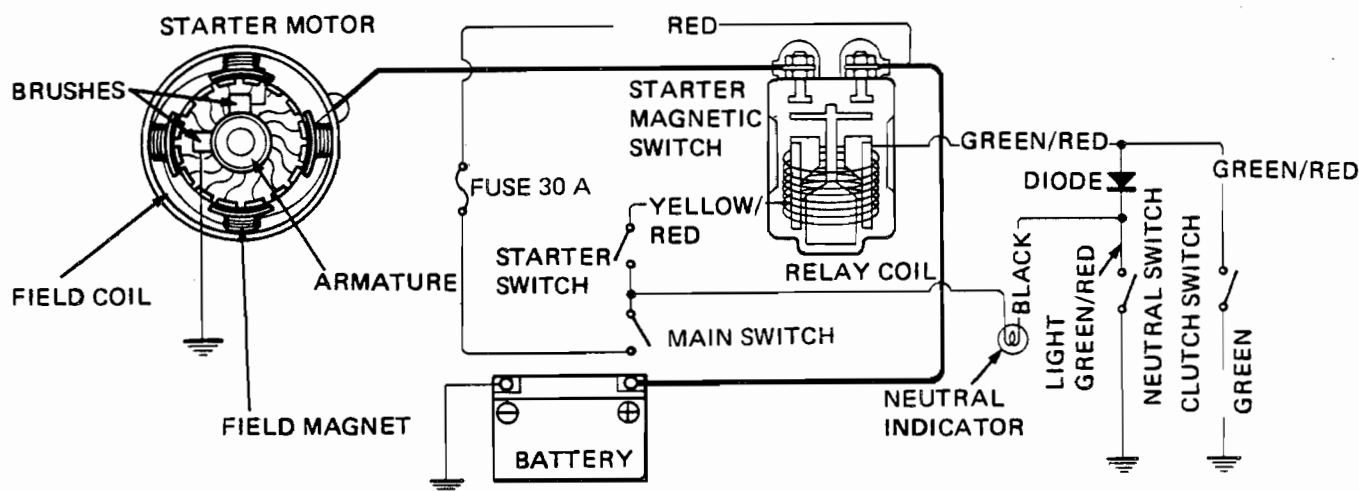 STARTER MOTOR
RED
BRUSHES
STARTER
MAGNETIC
SWITCH
GREEN/RED
GREEN/RED
DIODE
FUSE 30 A
YELLOW/
RED
STARTER
SWITCH
ARMATURE
RELAY COIL
FIELD COIL
BLACK
LIGHT
GREEN/RED
NEUTRAL SWITCH
CLUTCH SWITCH
GREEN
MAIN SWITCH
NEUTRAL
INDICATOR
FIELD MAGNET
⊖ ⊕
BATTERY